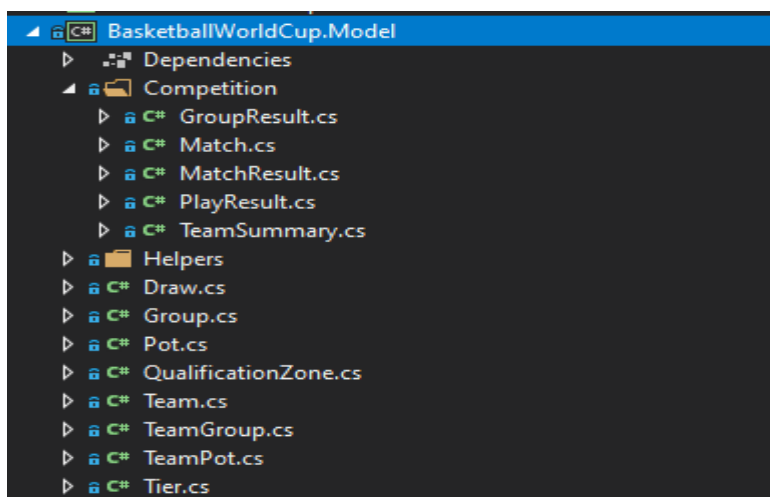 C# BasketballWorldCup.Model
Dependencies
Competition
C# GroupResult.cs
C# Match.cs
C# MatchResult.cs
C# PlayResult.cs
C# TeamSummary.cs
Helpers
C# Draw.cs
C# Group.cs
C# Pot.cs
C# QualificationZone.cs
C# Team.cs
C# TeamGroup.cs
C# TeamPot.cs
C# Tier.cs